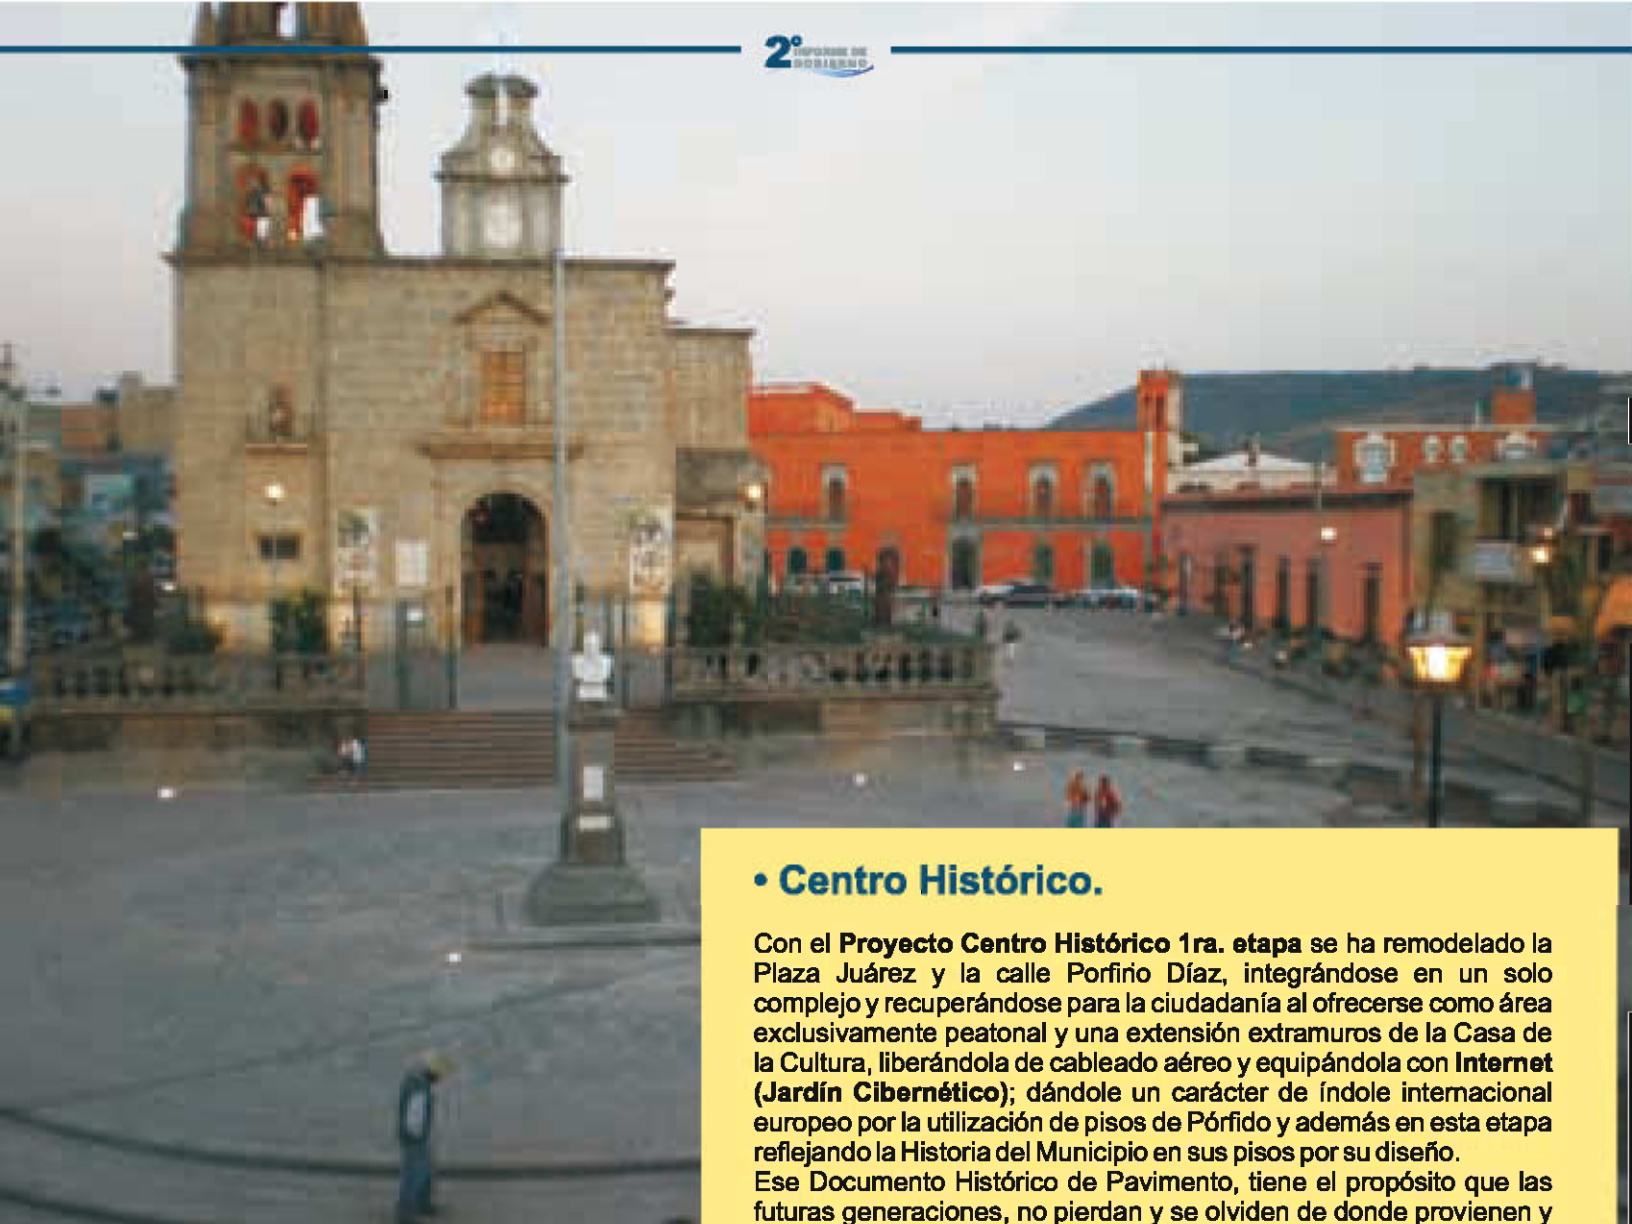 2° INFORME DE
GOBIERNO
• Centro Histórico.
Con el Proyecto Centro Histórico 1ra. etapa se ha remodelado la
Plaza Juárez y la calle Porfirio Díaz, integrándose en un solo
complejo y recuperándose para la ciudadanía al ofrecerse como área
exclusivamente peatonal y una extensión extramuros de la Casa de
la Cultura, liberándola de cableado aéreo y equipándola con Internet
(Jardín Cibernético); dándole un carácter de índole internacional
europeo por la utilización de pisos de Pórfido y además en esta etapa
reflejando la Historia del Municipio en sus pisos por su diseño.
Ese Documento Histórico de Pavimento, tiene el propósito que las
futuras generaciones, no pierdan y se olviden de donde provienen y